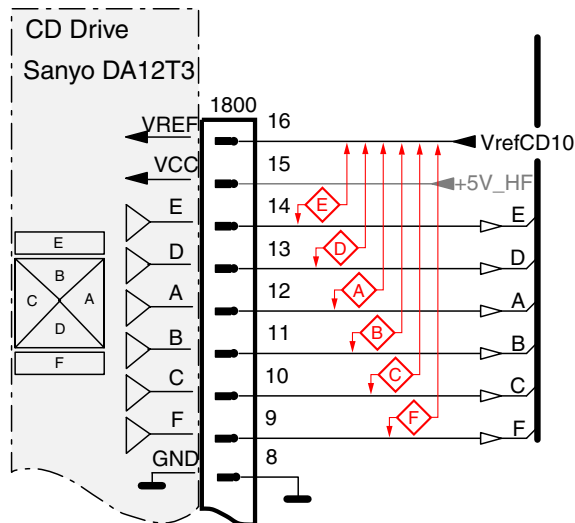 CD Drive
Sanyo DA12T3
1800
VREF 16 VrefCD10
VCC 15 +5V_HF
E 14 E E
D 13 D D
A 12 A A
B 11 B B
C 10 C C
F 9 F F
GND 8
E
B
C A
D
F